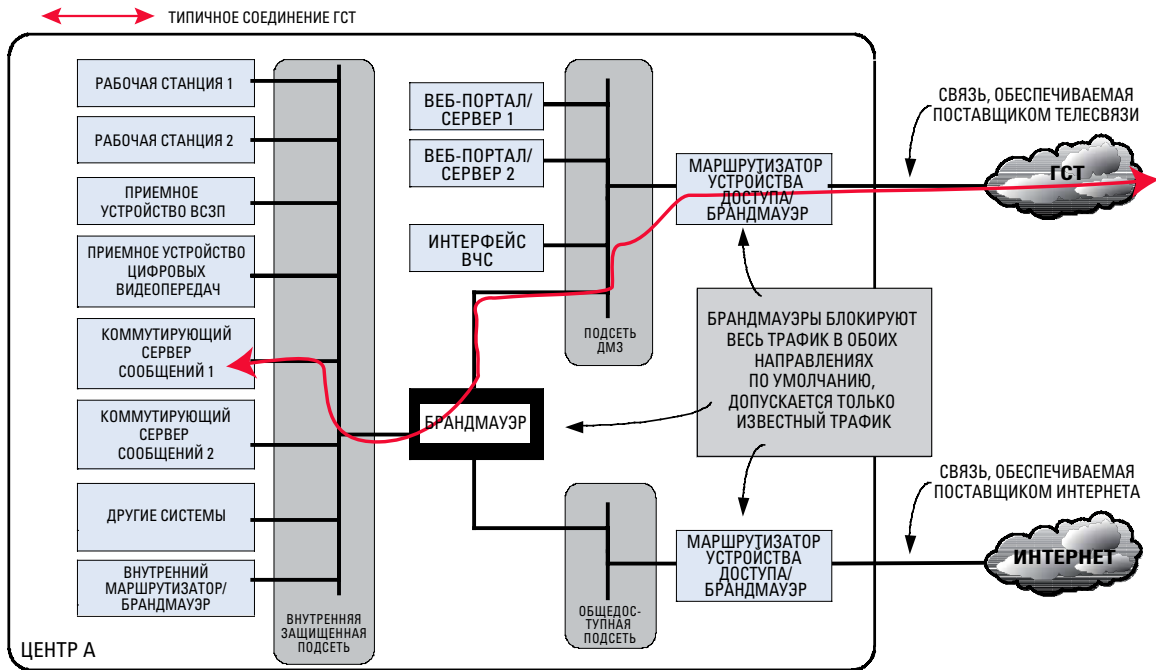 ТИПИЧНОЕ СОЕДИНЕНИЕ ГСТ
РАБОЧАЯ СТАНЦИЯ 1
РАБОЧАЯ СТАНЦИЯ 2
ПРИЕМНОЕ
УСТРОЙСТВО ВСЗП
ПРИЕМНОЕ УСТРОЙСТВО
ЦИФРОВЫХ
ВИДЕОПЕРЕДАЧ
КОММУТИРУЮЩИЙ
СЕРВЕР
СООБЩЕНИЙ 1
КОММУТИРУЮЩИЙ
СЕРВЕР
СООБЩЕНИЙ 2
ДРУГИЕ СИСТЕМЫ
ВНУТРЕННИЙ
МАРШРУТИЗАТОР/
БРАНДМАУЭР
ВНУТРЕННЯЯ
ЗАЩИЩЕННАЯ
ПОДСЕТЬ
ЦЕНТР А
ВЕБ-ПОРТАЛ/
СЕРВЕР 1
ВЕБ-ПОРТАЛ/
СЕРВЕР 2
ИНТЕРФЕЙС
ВЧС
ПОДСЕТЬ
ДМЗ
БРАНДМАУЭР
ОБЩЕДОС-
ТУПНАЯ
ПОДСЕТЬ
МАРШРУТИЗАТОР
УСТРОЙСТВА
ДОСТУПА/
БРАНДМАУЭР
БРАНДМАУЭРЫ БЛОКИРУЮТ
ВЕСЬ ТРАФИК В ОБОИХ
НАПРАВЛЕНИЯХ
ПО УМОЛЧАНИЮ,
ДОПУСКАЕТСЯ ТОЛЬКО
ИЗВЕСТНЫЙ ТРАФИК
МАРШРУТИЗАТОР
УСТРОЙСТВА
ДОСТУПА/
БРАНДМАУЭР
СВЯЗЬ, ОБЕСПЕЧИВАЕМАЯ
ПОСТАВЩИКОМ ТЕЛЕСВЯЗИ
ГСТ
СВЯЗЬ, ОБЕСПЕЧИВАЕМАЯ
ПОСТАВЩИКОМ ИНТЕРНЕТА
ИНТЕРНЕТ